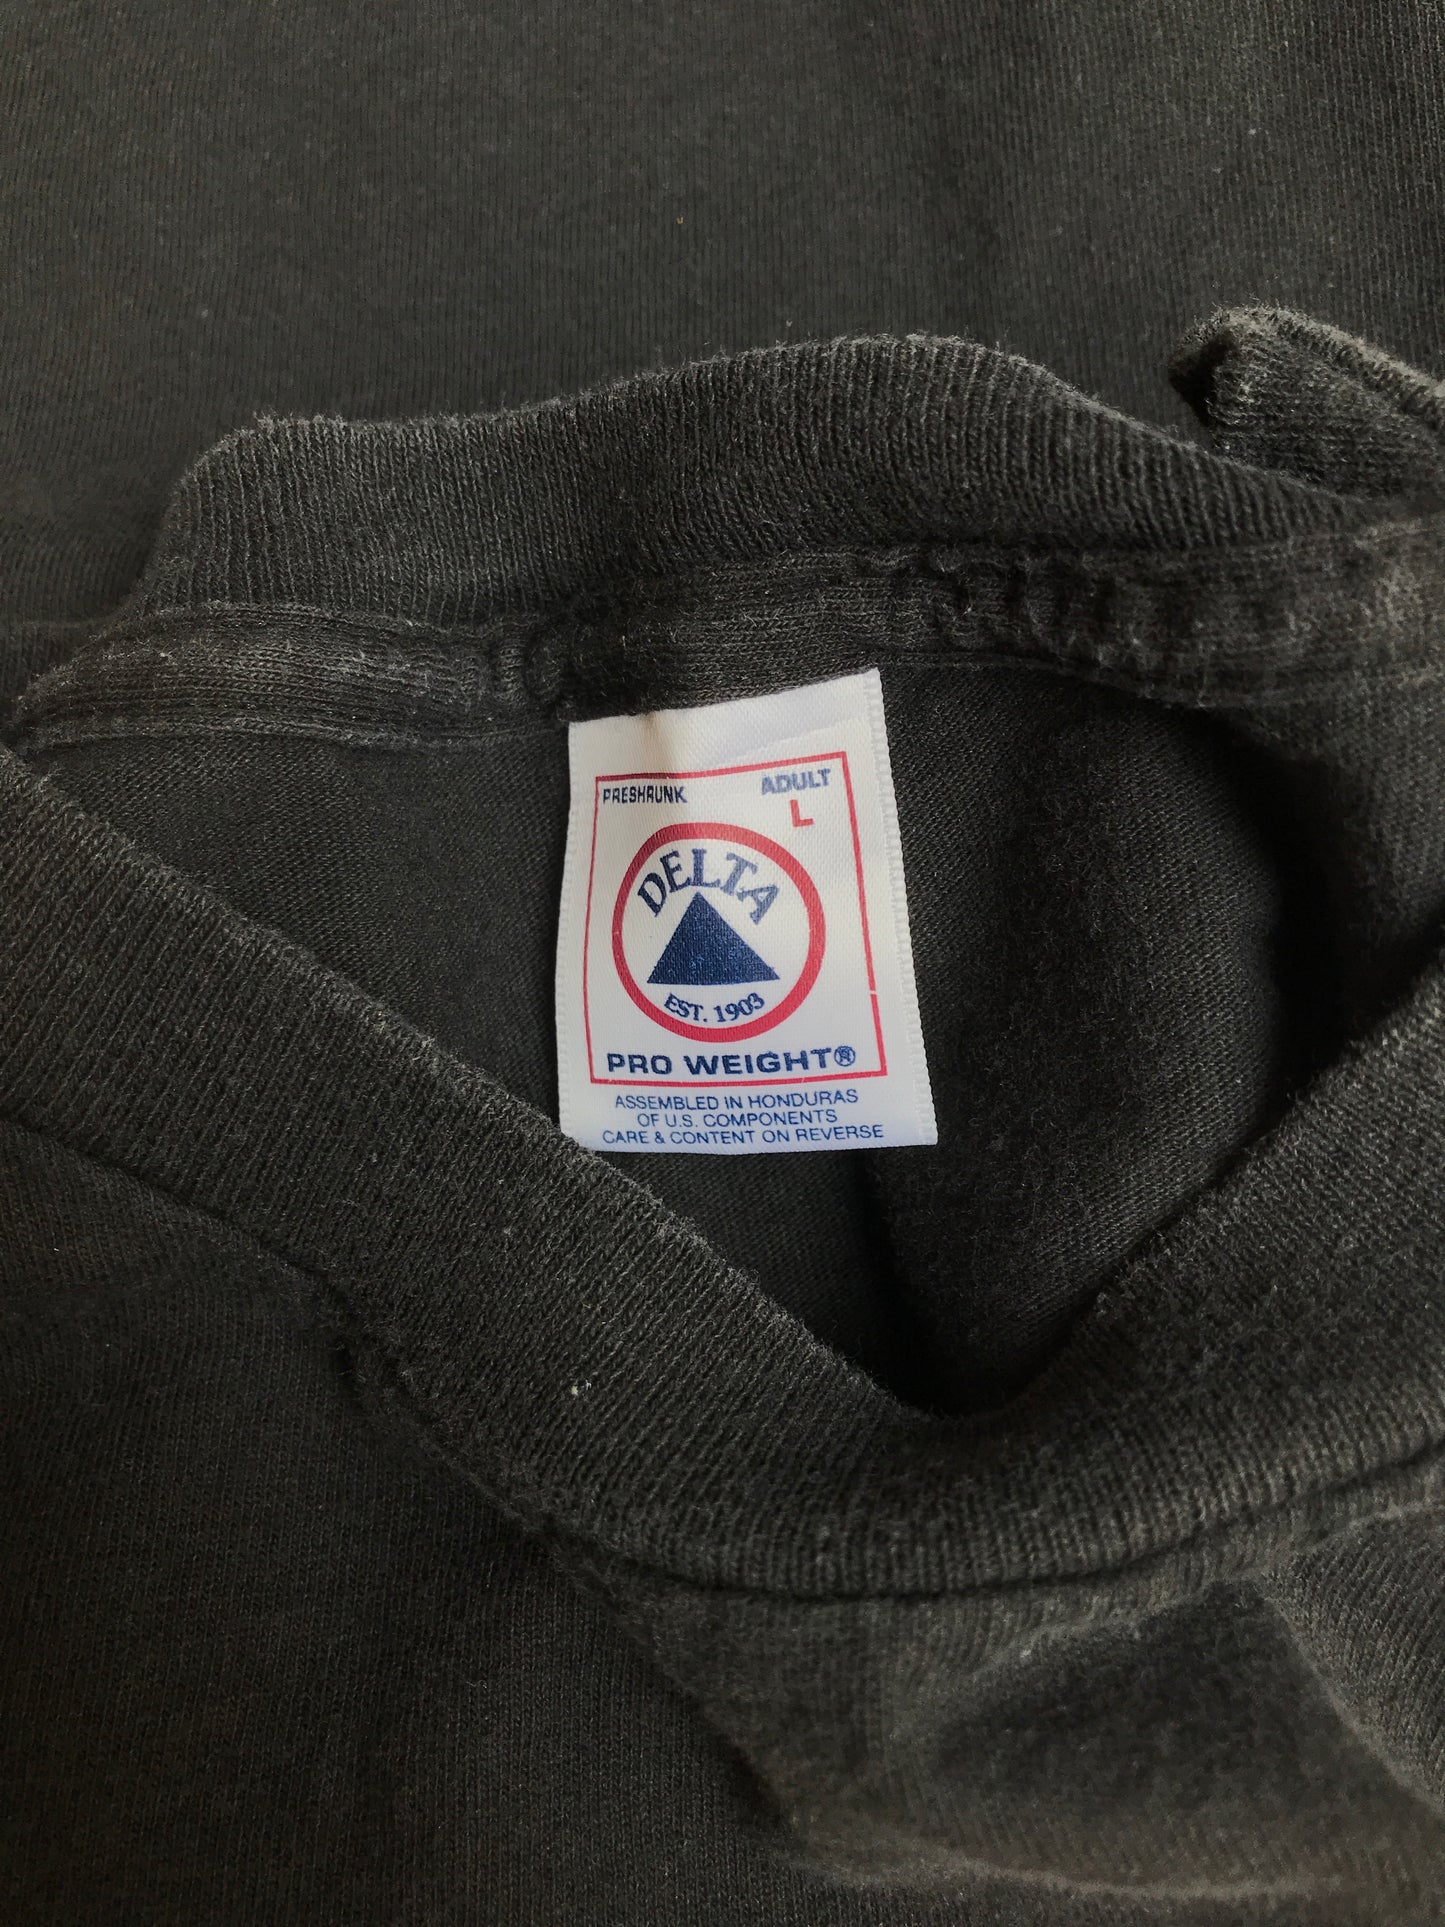 PRESHRUNK ADULT
L
DELTA
EST. 1903
PRO WEIGHT®
ASSEMBLED IN HONDURAS
OF U.S. COMPONENTS
CARE & CONTENT ON REVERSE